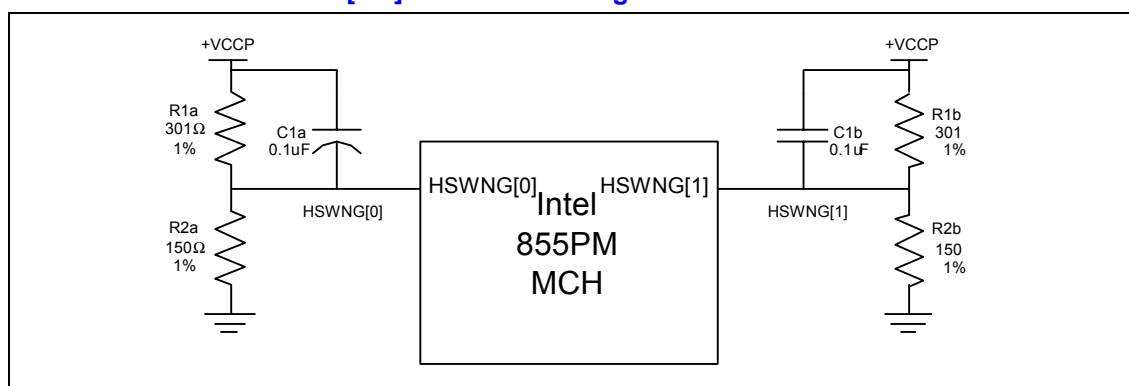 +VCCP
R1a
301Ω
1%
C1a
0.1uF
R2a
150Ω
1%
HSWNG[0]
HSWNG[0]
HSWNG[1]
Intel
855PM
MCH
HSWNG[1]
+VCCP
C1b
0.1uF
R1b
301
1%
R2b
150
1%